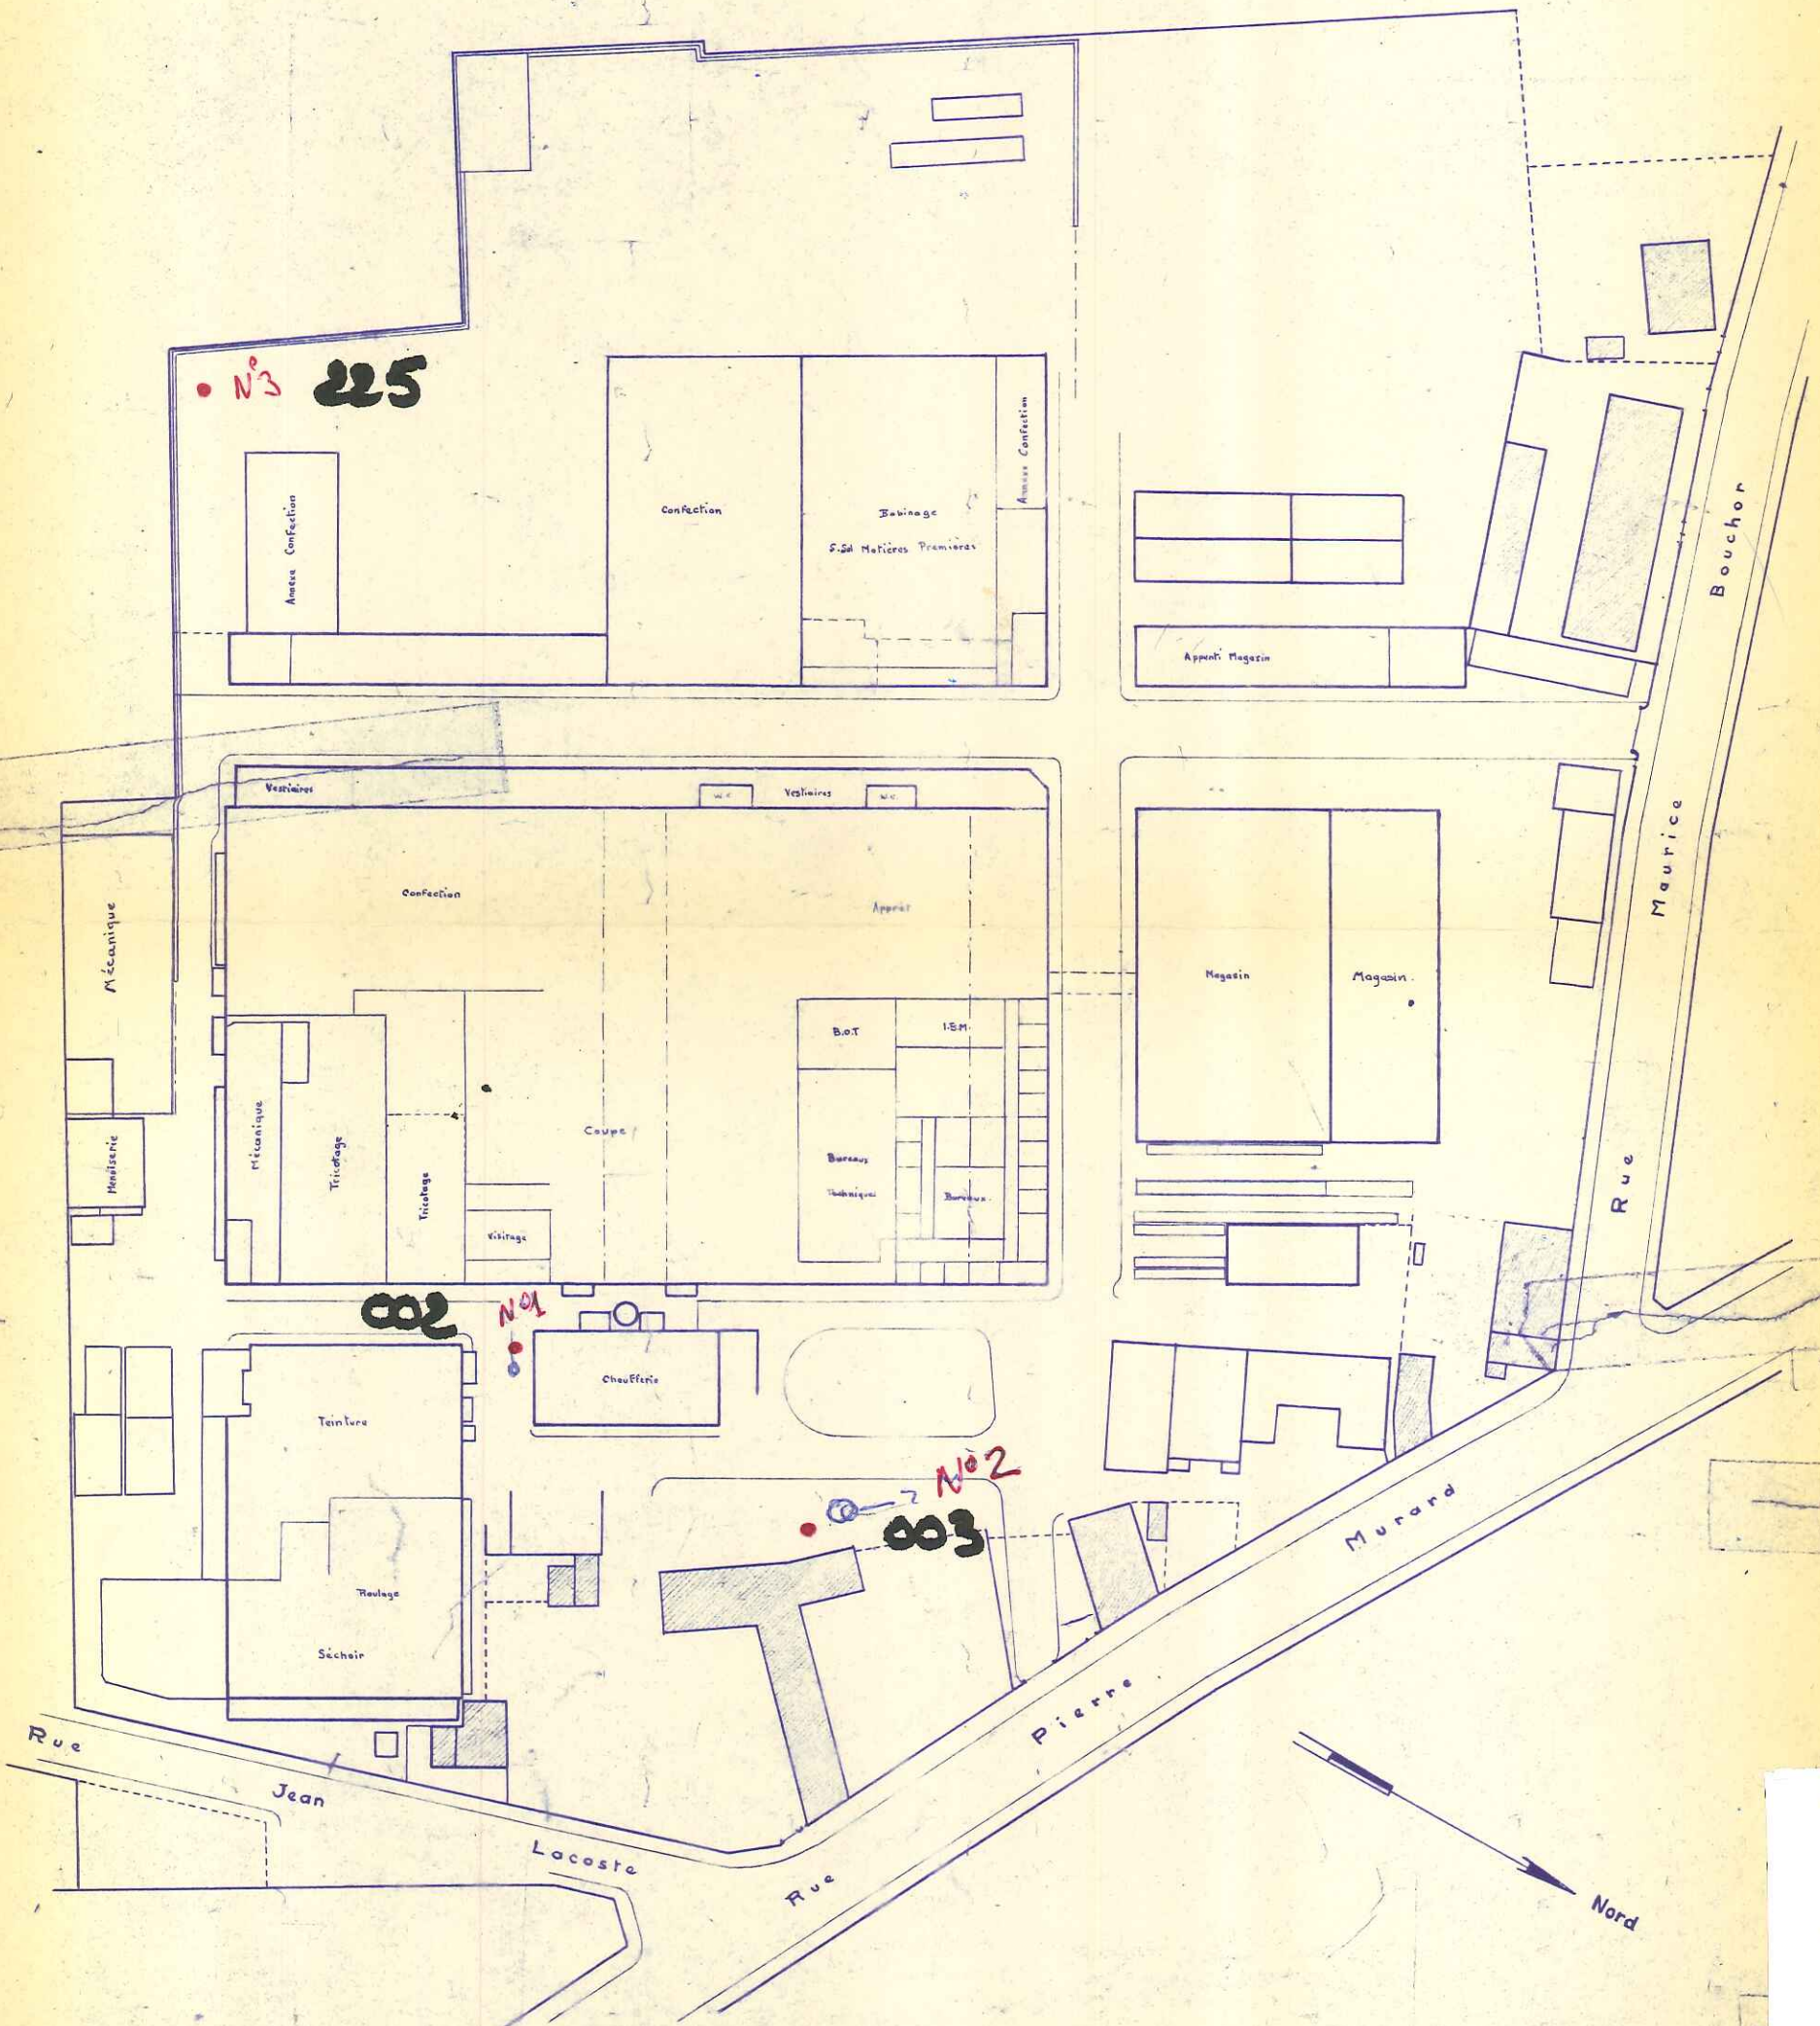 N°3 225
Annexe Confection
Confection
Bobinage
S.Sol Matières Premières
Annexe Confection
Appenti Magasin
Bouchor
Maurice
Rue
Vestiaires
W.C
Vestiaires
W.C.
Mécanique
Confection
Apprêt
Magasin
Magasin.
B.O.T
I.B.M.
Menuiserie
Mécanique
Tricotage
Tricotage
Coupe
Visitage
Bureaux
Techniques
Bureaux
002
N°1
Chaufferie
Teinture
N°2
?
003
Roulage
Séchoir
Rue
Jean
Lacoste
Rue
Pierre
Murard
Nord